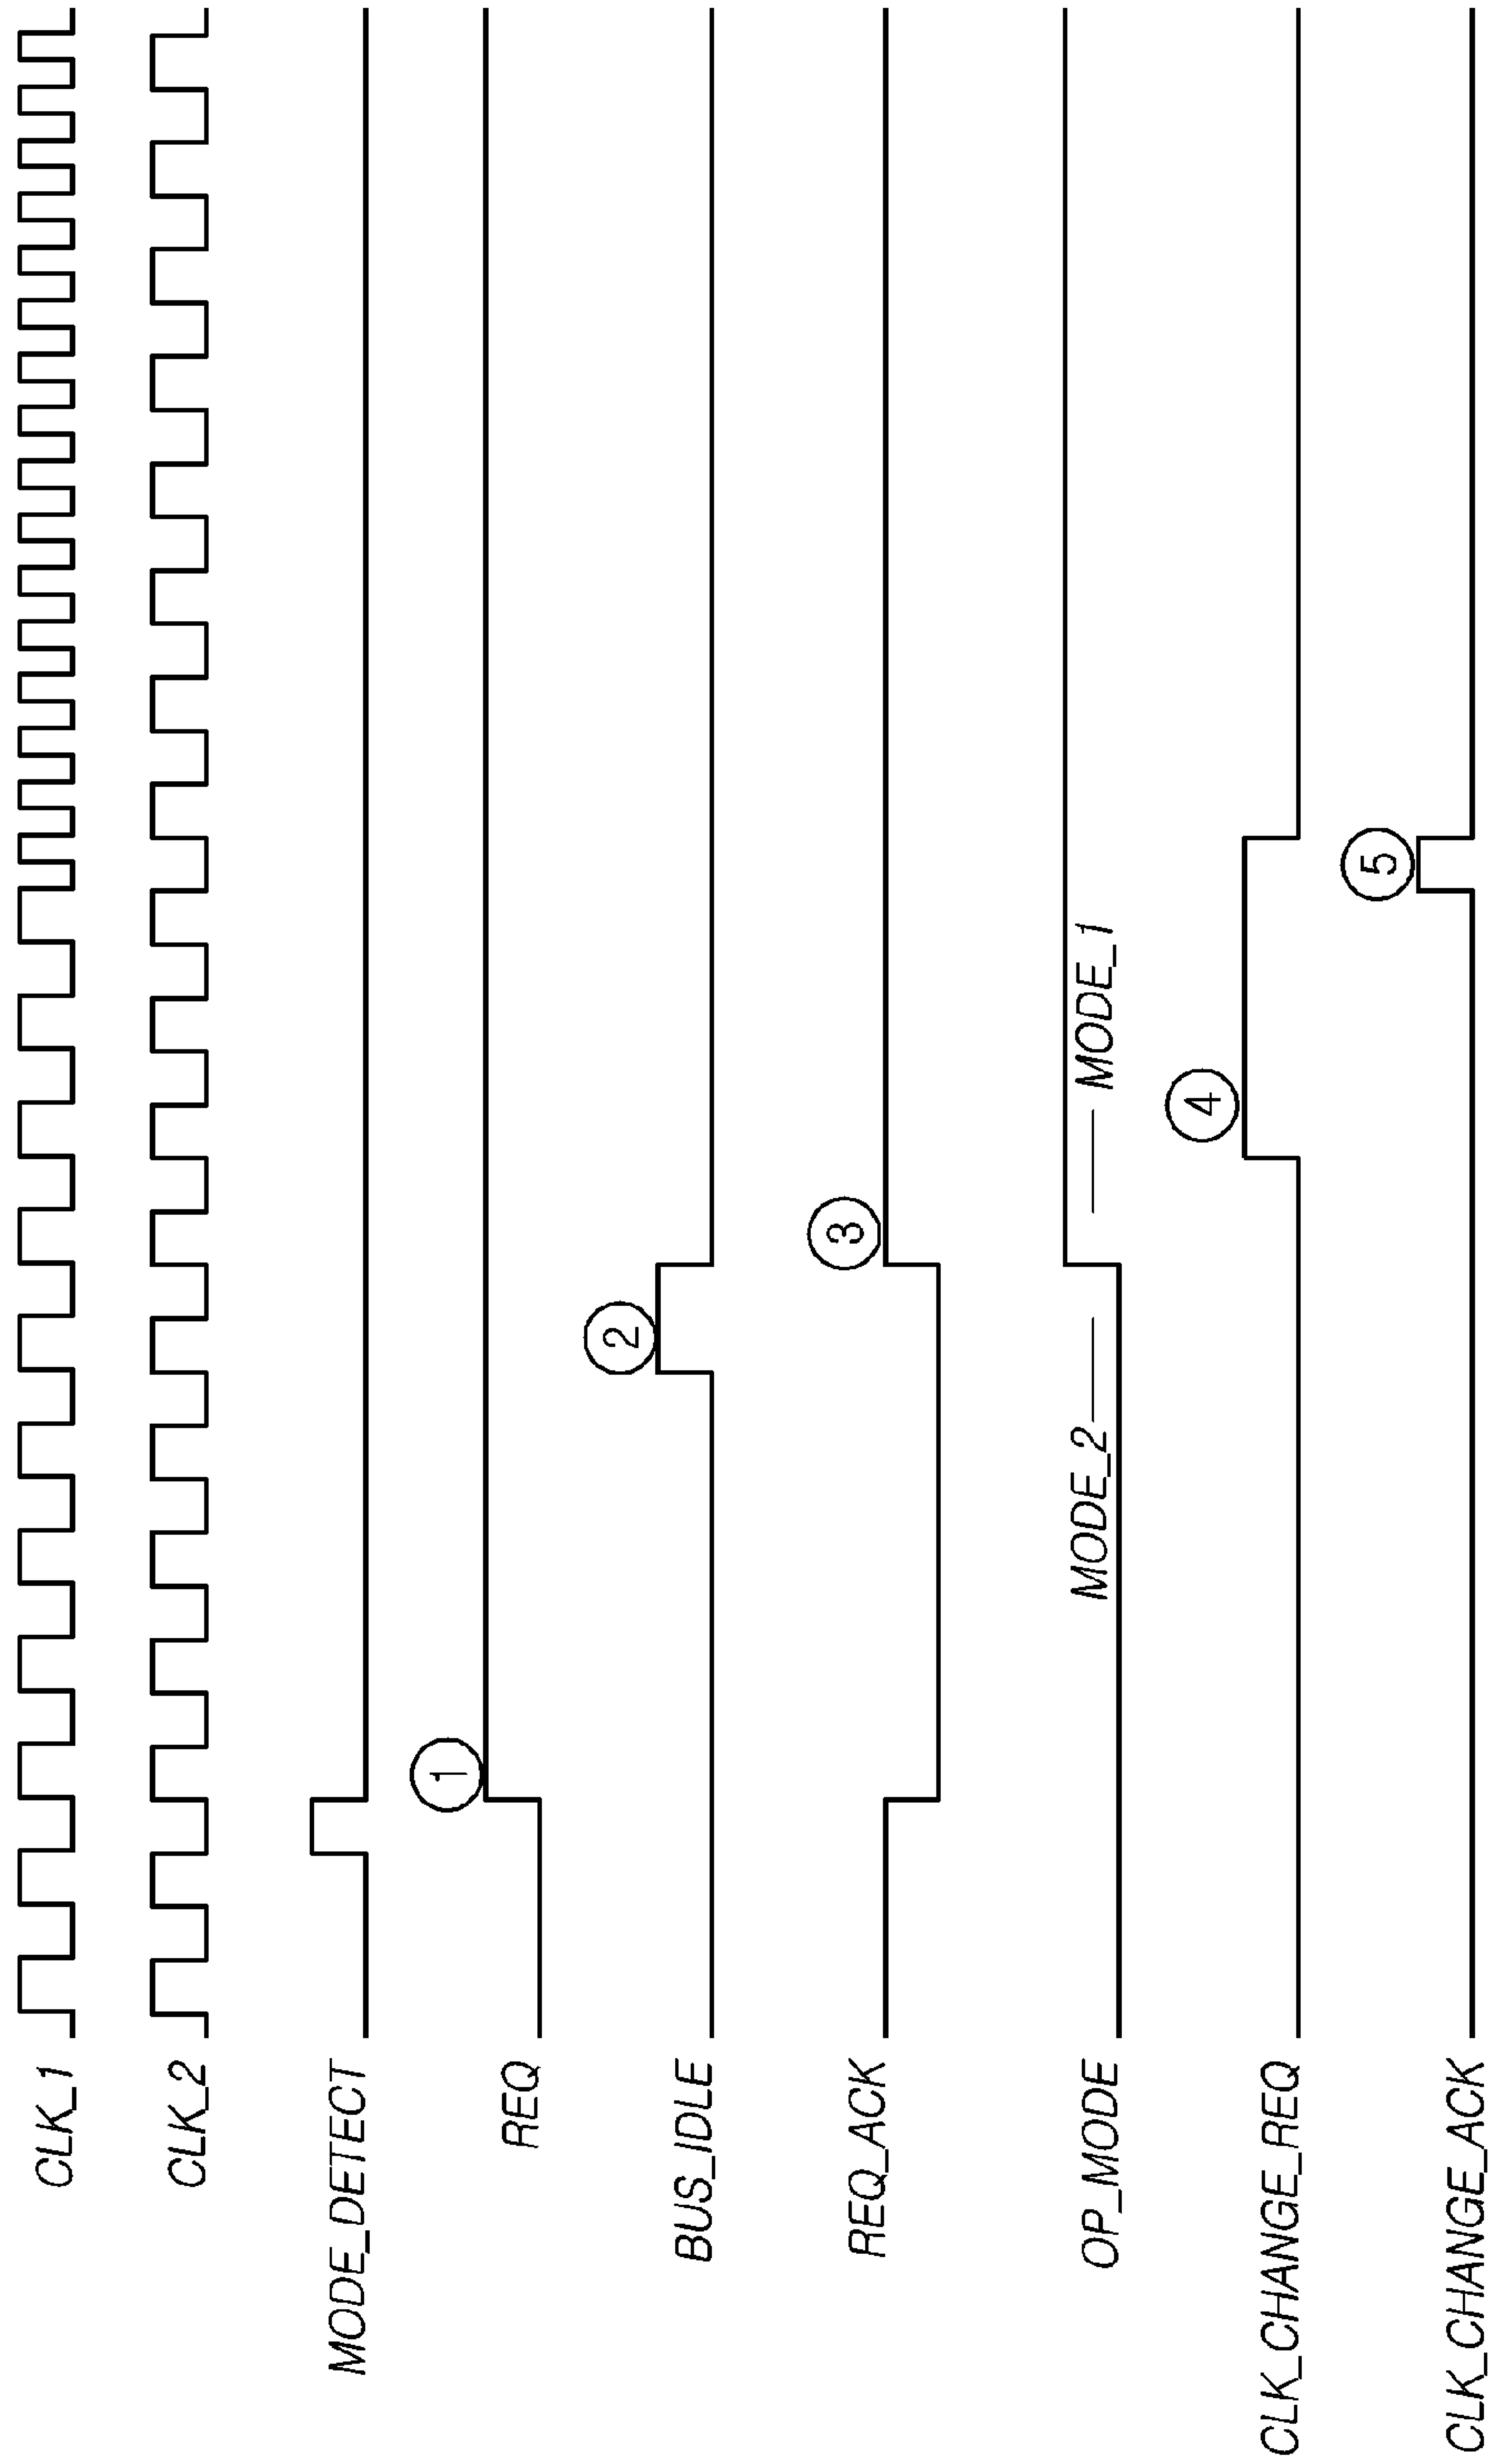 CLK_1
CLK_2
MODE_DETECT
REQ
1
BUS_IDLE
2
REQ_ACK
3
OP_MODE
MODE_2
MODE_1
CLK_CHANGE_REQ
4
CLK_CHANGE_ACK
5